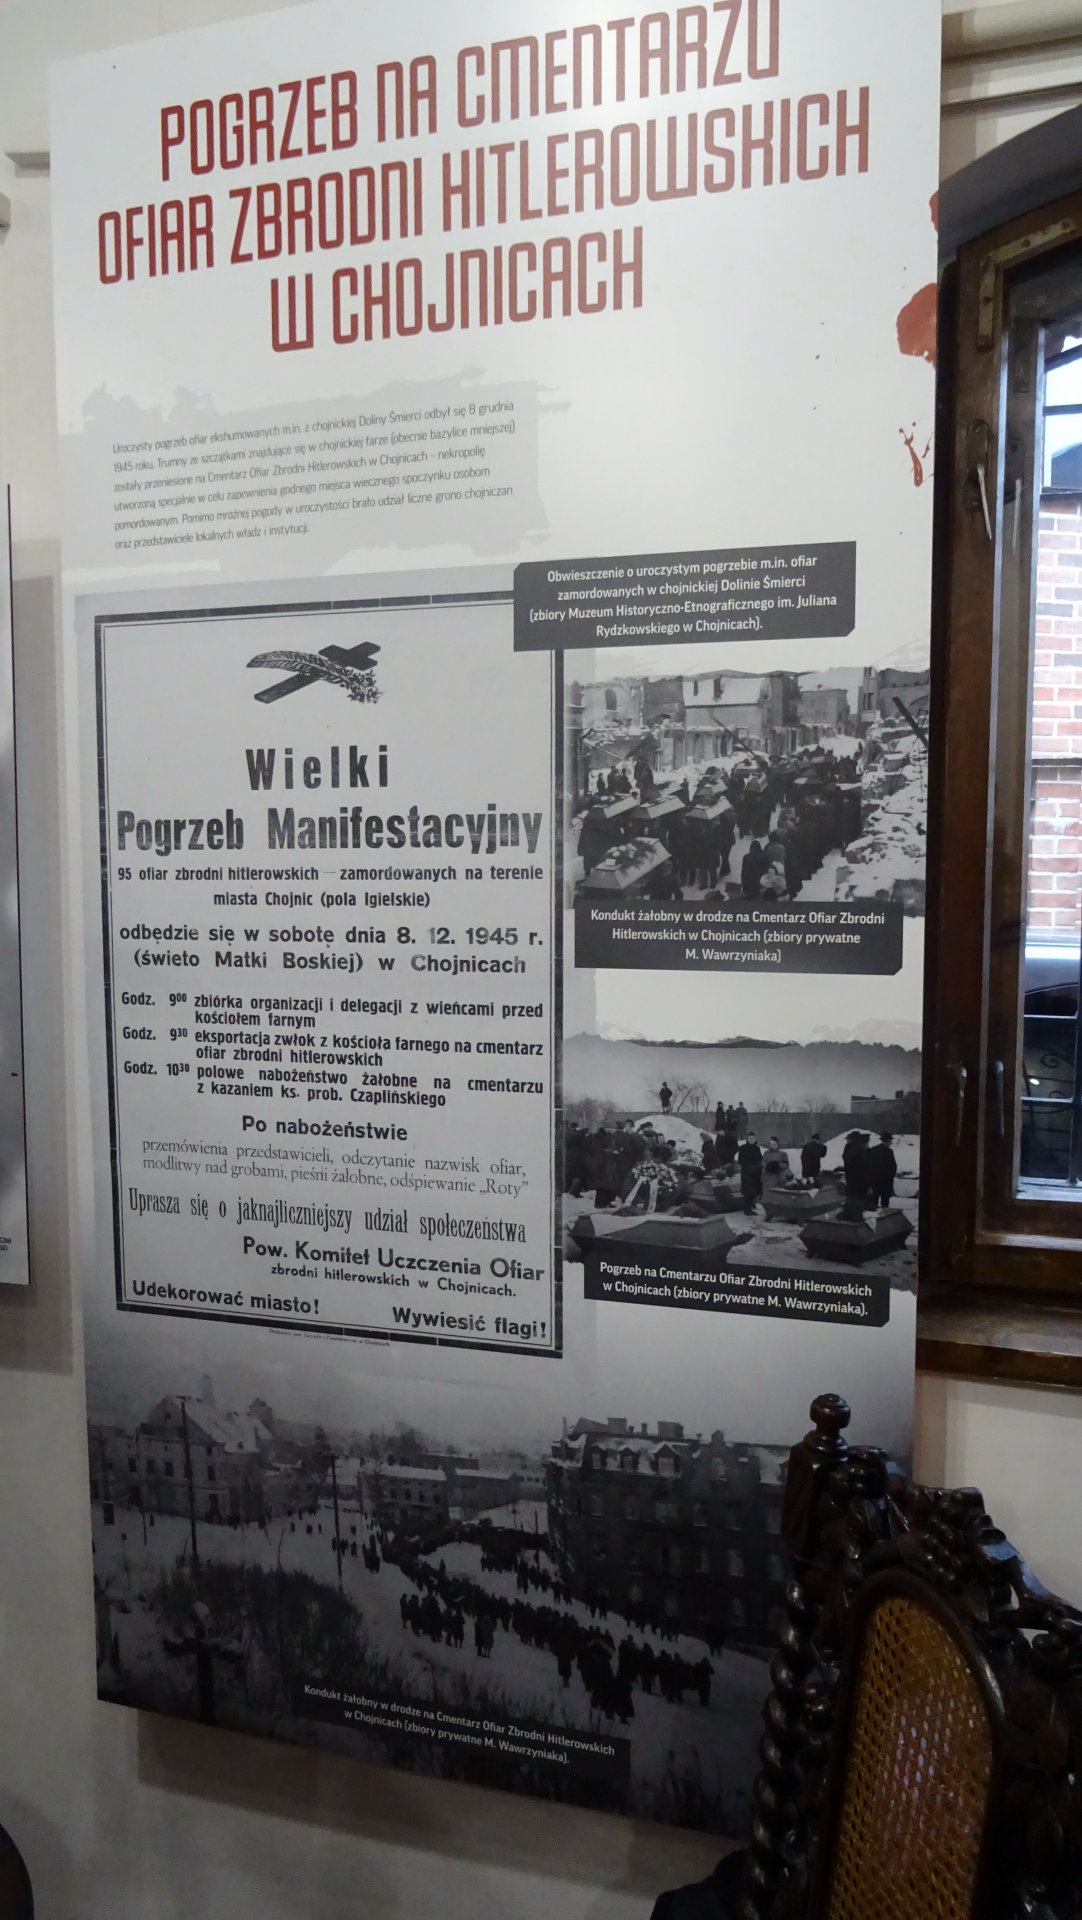 POGRZEB NA CMENTARZU
OFIAR ZBRODNI HITLEROWSKICH
W CHOJNICACH
Uroczysty pogrzeb ofiar ekshumowanych m.in. z chojnickiej Doliny Śmierci odbył się 8 grudnia
1945 roku. Trumny ze szczątkami znajdujące się w chojnickiej farze (obecnie bazylice mniejszej)
zostały przeniesione na Cmentarz Ofiar Zbrodni Hitlerowskich w Chojnicach – nekropolię
utworzoną specjalnie w celu zapewnienia godnego miejsca wiecznego spoczynku osobom
pomordowanym. Pomimo mroźnej pogody w uroczystości brało udział liczne grono chojniczan
oraz przedstawiciele lokalnych władz i instytucji.
Obwieszczenie o uroczystym pogrzebie m.in. ofiar
zamordowanych w chojnickiej Dolinie Śmierci
(zbiory Muzeum Historyczno-Etnograficznego im. Juliana
Rydzkowskiego w Chojnicach).
Wielki
Pogrzeb Manifestacyjny
95 ofiar zbrodni hitlerowskich — zamordowanych na terenie
miasta Chojnic (pola Igielskie)
odbędzie się w sobotę dnia 8. 12. 1945 r.
(świeto Matki Boskiej) w Chojnicach
Godz. 9⁰⁰ zbiórka organizacji i delegacji z wieńcami przed
kościołem farnym
Godz. 9³⁰ eksportacja zwłok z kościoła farnego na cmentarz
ofiar zbrodni hitlerowskich
Godz. 10³⁰ polowe nabożeństwo żałobne na cmentarzu
z kazaniem ks. prob. Czaplińskiego
Po nabożeństwie
przemówienia przedstawicieli, odczytanie nazwisk ofiar,
modlitwy nad grobami, pieśni żałobne, odśpiewanie „Roty”
Uprasza się o jaknajliczniejszy udział społeczeństwa
Pow. Komitet Uczczenia Ofiar
zbrodni hitlerowskich w Chojnicach.
Udekorować miasto! Wywiesić flagi!
Kondukt żałobny w drodze na Cmentarz Ofiar Zbrodni
Hitlerowskich w Chojnicach (zbiory prywatne
M. Wawrzyniaka)
Pogrzeb na Cmentarzu Ofiar Zbrodni Hitlerowskich
w Chojnicach (zbiory prywatne M. Wawrzyniaka).
Kondukt żałobny w drodze na Cmentarz Ofiar Zbrodni Hitlerowskich
w Chojnicach (zbiory prywatne M. Wawrzyniaka).